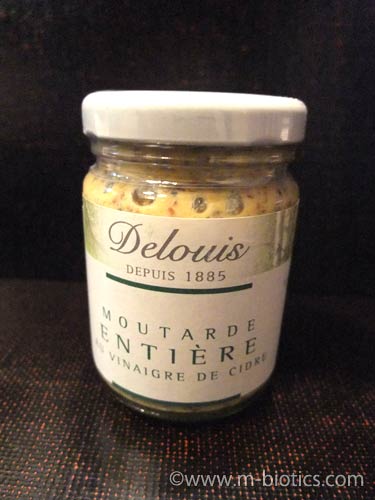 Delouis
DEPUIS 1885
MOUTARDE
ENTIÈRE
AU VINAIGRE DE CIDRE
©www.m-biotics.com